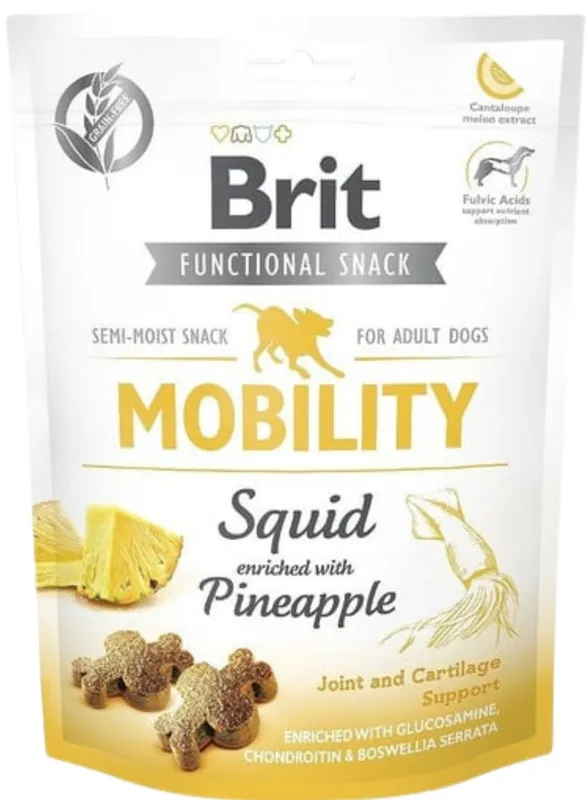 GRAIN-FREE
Cantaloupe
melon extract
Brit
Fulvic Acids
support nutrient
absorption
FUNCTIONAL SNACK
SEMI-MOIST SNACK
FOR ADULT DOGS
MOBILITY
Squid
enriched with
Pineapple
Joint and Cartilage
Support
ENRICHED WITH GLUCOSAMINE,
CHONDROITIN & BOSWELLIA SERRATA